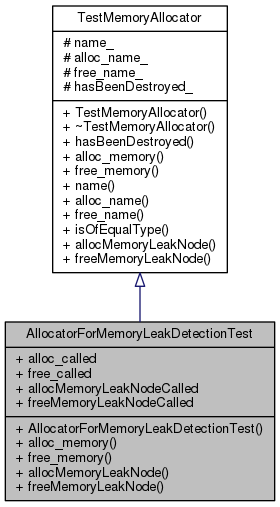 TestMemoryAllocator
# name_
# alloc_name_
# free_name_
# hasBeenDestroyed_
+ TestMemoryAllocator()
+ ~TestMemoryAllocator()
+ hasBeenDestroyed()
+ alloc_memory()
+ free_memory()
+ name()
+ alloc_name()
+ free_name()
+ isOfEqualType()
+ allocMemoryLeakNode()
+ freeMemoryLeakNode()
AllocatorForMemoryLeakDetectionTest
+ alloc_called
+ free_called
+ allocMemoryLeakNodeCalled
+ freeMemoryLeakNodeCalled
+ AllocatorForMemoryLeakDetectionTest()
+ alloc_memory()
+ free_memory()
+ allocMemoryLeakNode()
+ freeMemoryLeakNode()